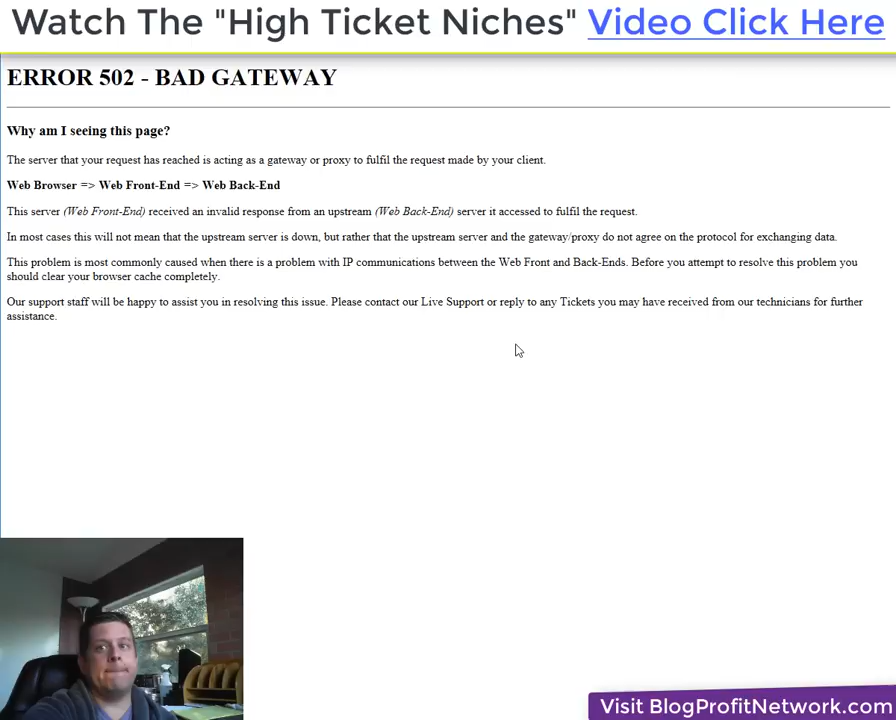 Watch The "High Ticket Niches" Video Click Here
ERROR 502 - BAD GATEWAY
Why am I seeing this page?
The server that your request has reached is acting as a gateway or proxy to fulfil the request made by your client.
Web Browser => Web Front-End => Web Back-End
This server (Web Front-End) received an invalid response from an upstream (Web Back-End) server it accessed to fulfil the request.
In most cases this will not mean that the upstream server is down, but rather that the upstream server and the gateway/proxy do not agree on the protocol for exchanging data.
This problem is most commonly caused when there is a problem with IP communications between the Web Front and Back-Ends. Before you attempt to resolve this problem you
should clear your browser cache completely.
Our support staff will be happy to assist you in resolving this issue. Please contact our Live Support or reply to any Tickets you may have received from our technicians for further
assistance.
Visit BlogProfitNetwork.com